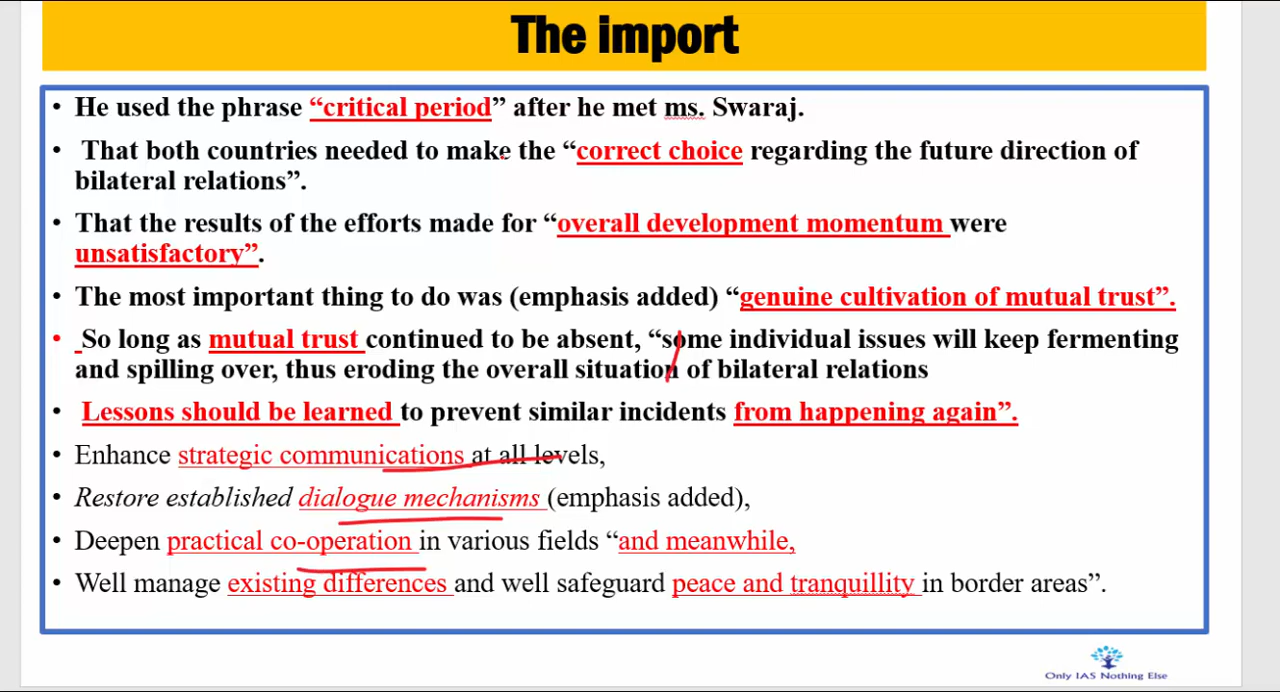 The import
• He used the phrase “critical period” after he met ms. Swaraj.
• That both countries needed to make the “correct choice regarding the future direction of
bilateral relations”.
• That the results of the efforts made for “overall development momentum were
unsatisfactory”.
• The most important thing to do was (emphasis added) “genuine cultivation of mutual trust”.
• So long as mutual trust continued to be absent, “some individual issues will keep fermenting
and spilling over, thus eroding the overall situation of bilateral relations
• Lessons should be learned to prevent similar incidents from happening again”.
• Enhance strategic communications at all levels,
• Restore established dialogue mechanisms (emphasis added),
• Deepen practical co-operation in various fields “and meanwhile,
• Well manage existing differences and well safeguard peace and tranquillity in border areas”.
Only IAS Nothing Else